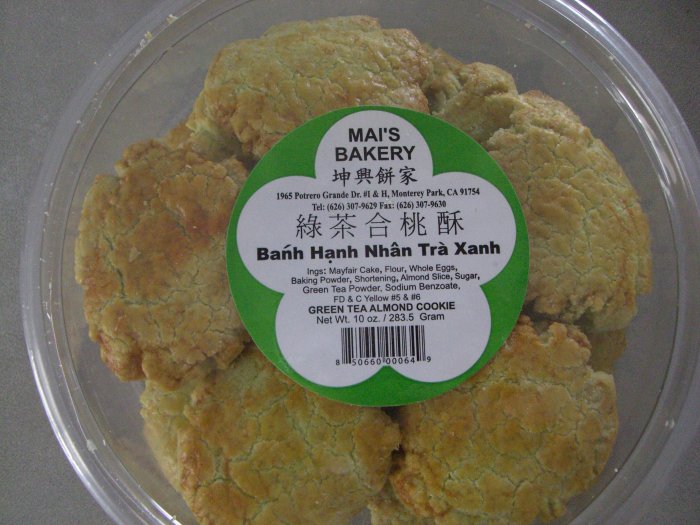 MAI'S
BAKERY
坤興餅家
1965 Potrero Grande Dr. #I & H, Monterey Park, CA 91754
Tel: (626) 307-9629 Fax: (626) 307-9630
綠茶合桃酥
Bańh Hạnh Nhân Trà Xanh
Ings: Mayfair Cake, Flour, Whole Eggs,
Baking Powder, Shortening, Almond Slice, Sugar,
Green Tea Powder, Sodium Benzoate,
FD & C Yellow #5 & #6
GREEN TEA ALMOND COOKIE
Net Wt. 10 oz. / 283.5 Gram
8 50660 00064 9